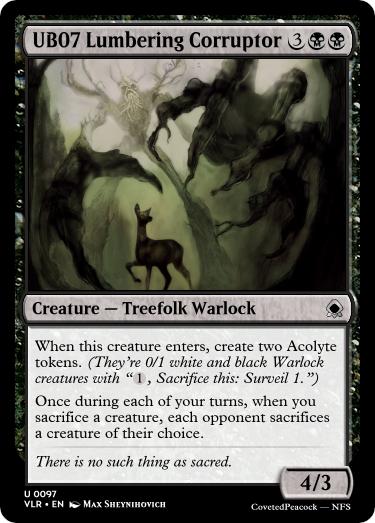 UB07 Lumbering Corruptor 3
Creature — Treefolk Warlock
When this creature enters, create two Acolyte
tokens. (They're 0/1 white and black Warlock
creatures with “1, Sacrifice this: Surveil 1.”)
Once during each of your turns, when you
sacrifice a creature, each opponent sacrifices
a creature of their choice.
There is no such thing as sacred.
4/3
U 0097
VLR • EN Max Sheynihovich
CovetedPeacock — NFS